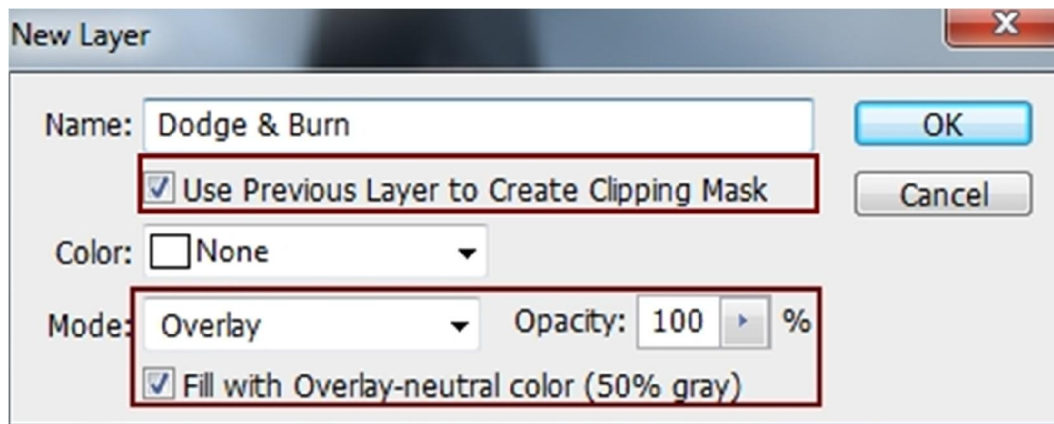 New Layer
Name: Dodge & Burn
OK
Use Previous Layer to Create Clipping Mask
Cancel
Color: None
Mode: Overlay Opacity: 100 %
Fill with Overlay-neutral color (50% gray)